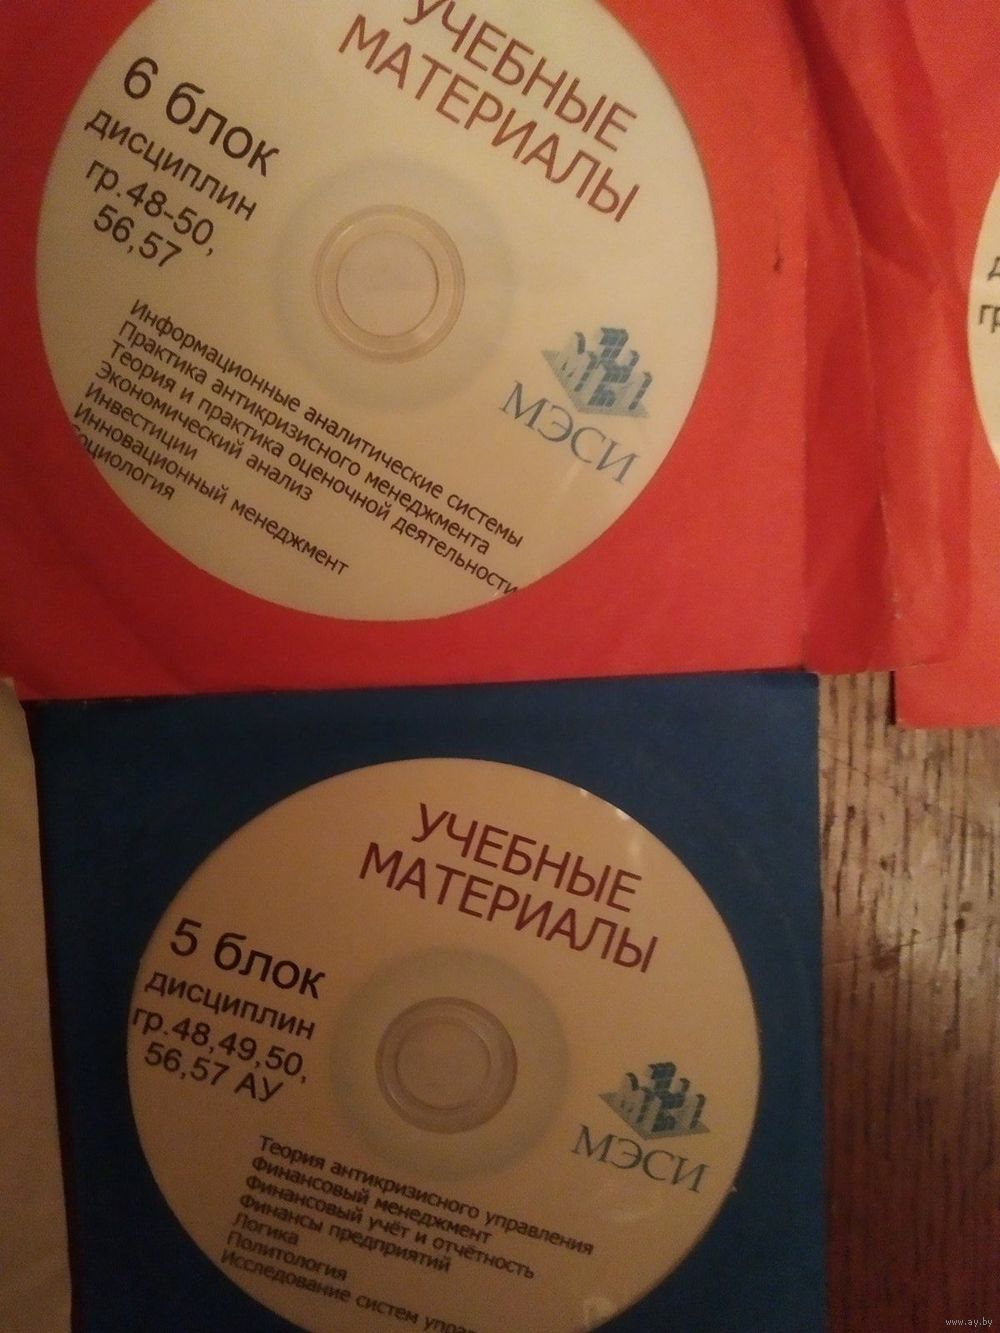 УЧЕБНЫЕ
МАТЕРИАЛЫ
6 блок
дисциплин
гр.48-50,
56,57
Информационные аналитические системы
Практика антикризисного менеджмента
Теория и практика оценочной деятельности
Экономический анализ
Инвестиции
Инновационный менеджмент
Социология
МЭСИ
УЧЕБНЫЕ
МАТЕРИАЛЫ
5 блок
дисциплин
гр.48,49,50,
56,57 АУ
Теория антикризисного управления
Финансовый менеджмент
Финансовый учёт и отчётность
Финансы предприятий
Логика
Политология
Исследование систем упра
МЭСИ
www.ay.by